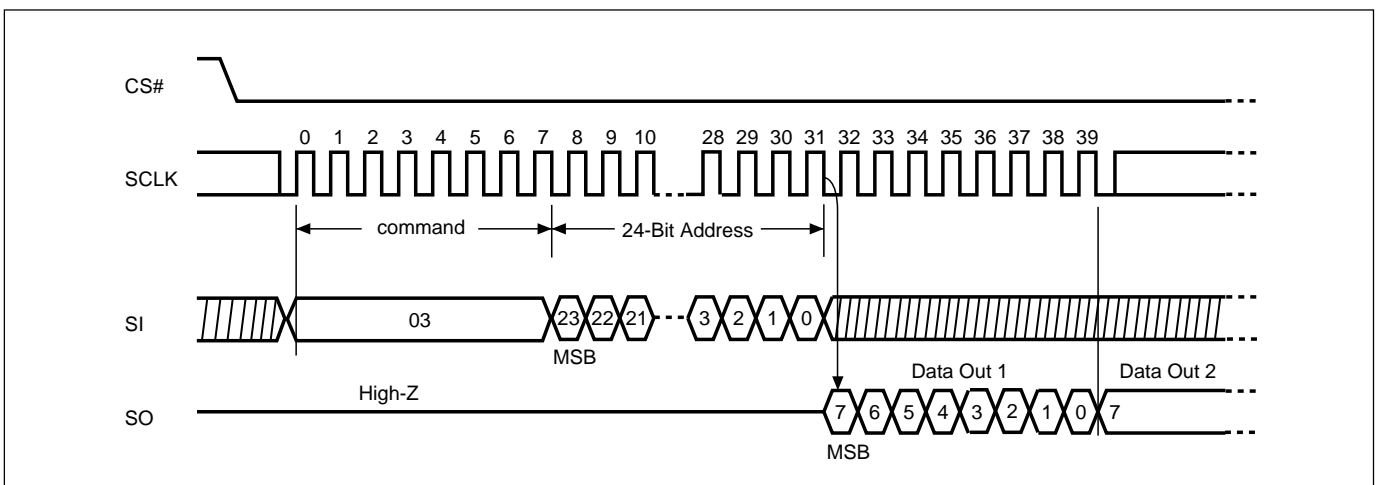 CS#
0 1 2 3 4 5 6 7 8 9 10 28 29 30 31 32 33 34 35 36 37 38 39
SCLK
command 24-Bit Address
SI 03 23 22 21 3 2 1 0
MSB
Data Out 1 Data Out 2
High-Z
SO 7 6 5 4 3 2 1 0 7
MSB